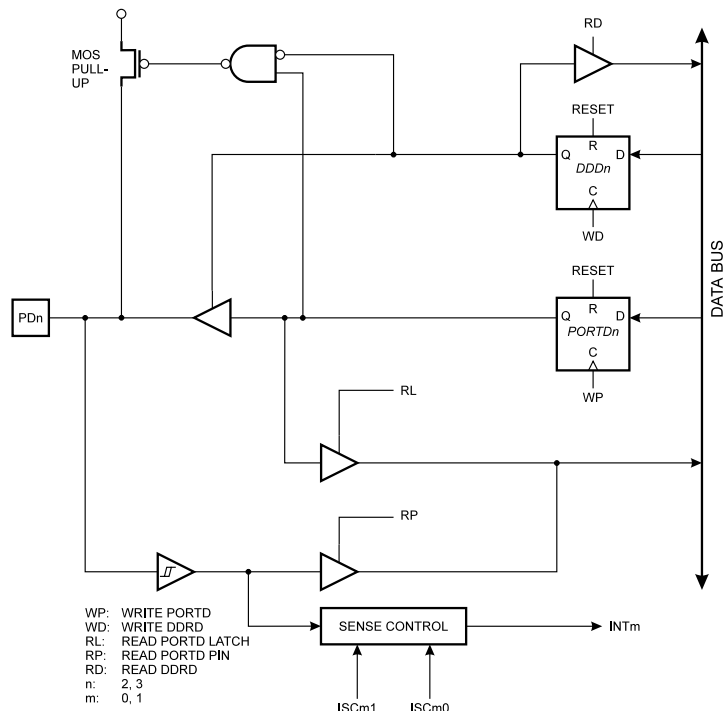 RD
MOS
PULL-
UP
RESET
R
Q
D
DDDn
C
WD
RESET
PDn
R
Q
D
PORTDn
C
WP
DATA BUS
RL
RP
WP: WRITE PORTD
WD: WRITE DDRD
RL: READ PORTD LATCH
RP: READ PORTD PIN
RD: READ DDRD
n: 2, 3
m: 0, 1
SENSE CONTROL
INTm
ISCm1
ISCm0